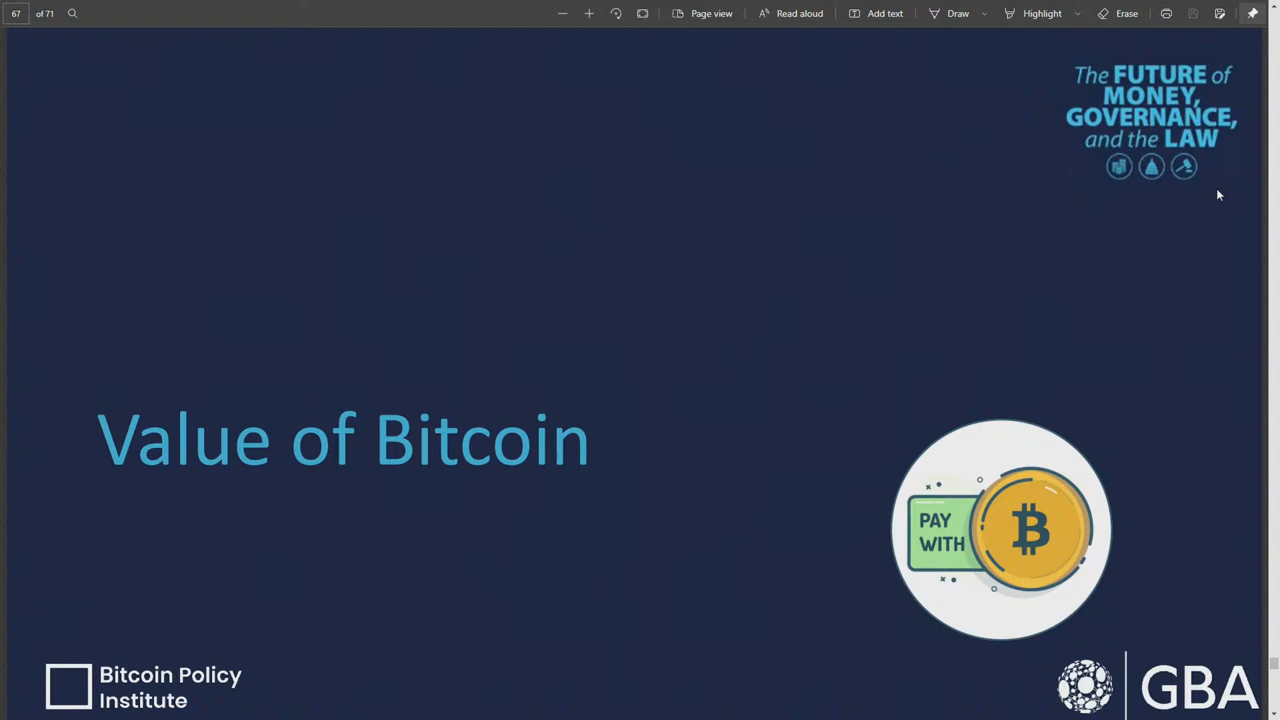 67 of 71
Page view
Read aloud
Add text
Draw
Highlight
Erase
The FUTURE of
MONEY,
GOVERNANCE,
and the LAW
Value of Bitcoin
PAY
WITH
Bitcoin Policy
Institute
GBA